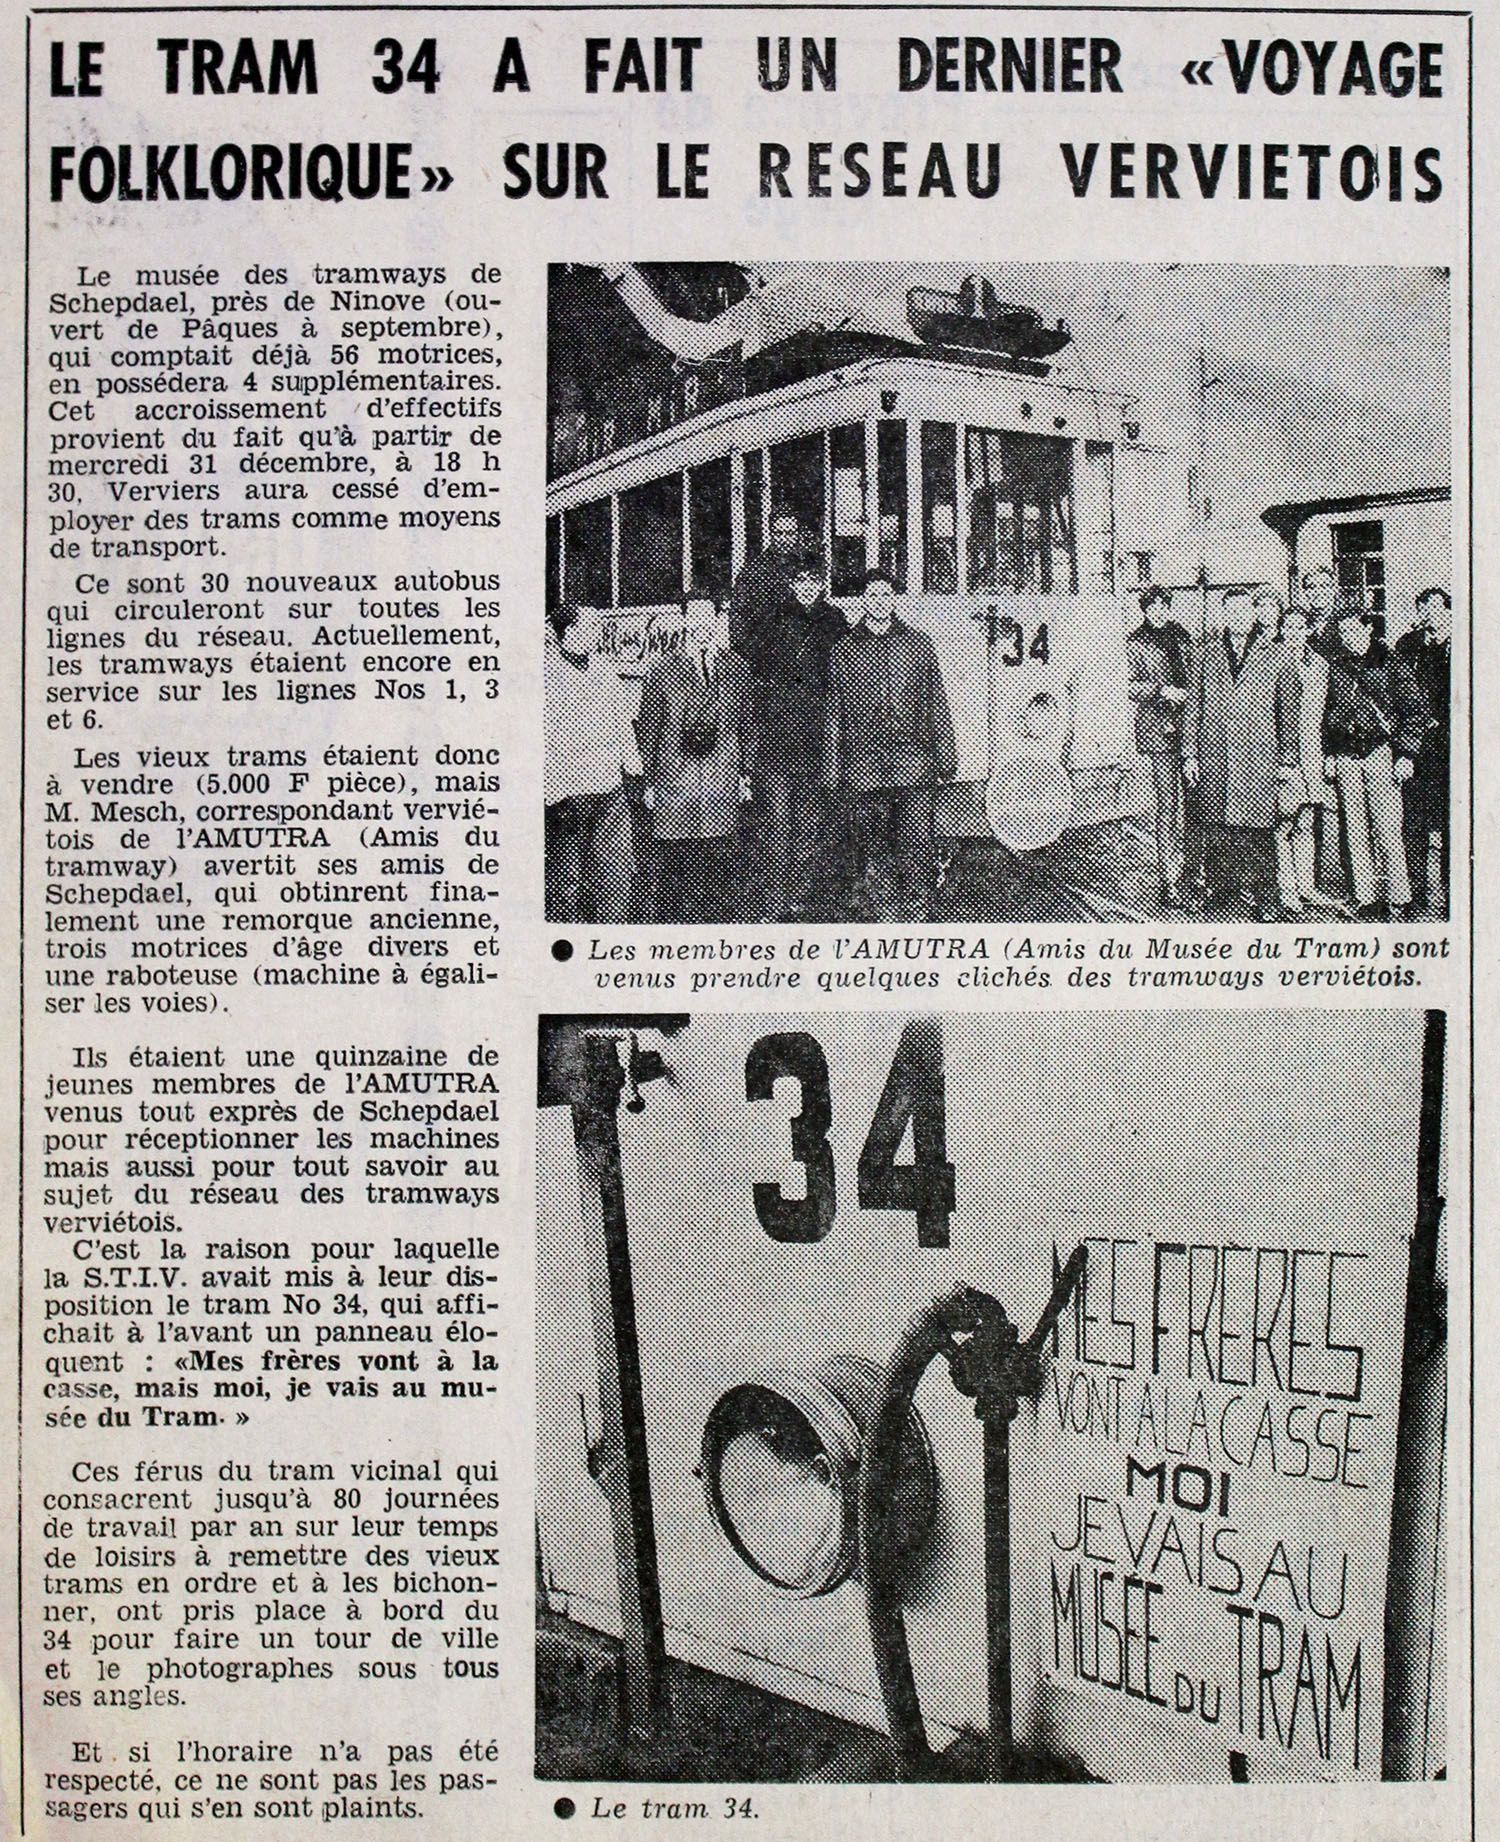 LE TRAM 34 A FAIT UN DERNIER «VOYAGE
FOLKLORIQUE» SUR LE RESEAU VERVIETOIS
Le musée des tramways de
Schepdael, près de Ninove (ou-
vert de Pâques à septembre),
qui comptait déjà 56 motrices,
en possédera 4 supplémentaires.
Cet accroissement d'effectifs
provient du fait qu'à partir de
mercredi 31 décembre, à 18 h
30, Verviers aura cessé d'em-
ployer des trams comme moyens
de transport.
Ce sont 30 nouveaux autobus
qui circuleront sur toutes les
lignes du réseau. Actuellement,
les tramways étaient encore en
service sur les lignes Nos 1, 3
et 6.
Les vieux trams étaient donc
à vendre (5.000 F pièce), mais
M. Mesch, correspondant vervié-
tois de l'AMUTRA (Amis du
tramway) avertit ses amis de
Schepdael, qui obtinrent fina-
lement une remorque ancienne,
trois motrices d'âge divers et
une raboteuse (machine à égali-
ser les voies).
Ils étaient une quinzaine de
jeunes membres de l'AMUTRA
venus tout exprès de Schepdael
pour réceptionner les machines
mais aussi pour tout savoir au
sujet du réseau des tramways
verviétois.
C'est la raison pour laquelle
la S.T.I.V. avait mis à leur dis-
position le tram No 34, qui affi-
chait à l'avant un panneau élo-
quent : «Mes frères vont à la
casse, mais moi, je vais au mu-
sée du Tram. »
Ces férus du tram vicinal qui
consacrent jusqu'à 80 journées
de travail par an sur leur temps
de loisirs à remettre des vieux
trams en ordre et à les bichon-
ner, ont pris place à bord du
34 pour faire un tour de ville
et le photographes sous tous
ses angles.
Et si l'horaire n'a pas été
respecté, ce ne sont pas les pas-
sagers qui s'en sont plaints.
34
● Les membres de l'AMUTRA (Amis du Musée du Tram) sont
venus prendre quelques clichés des tramways verviétois.
34
MES FRÈRES
VONT A LA CASSE
MOI
JE VAIS AU
MUSEE DU TRAM
● Le tram 34.